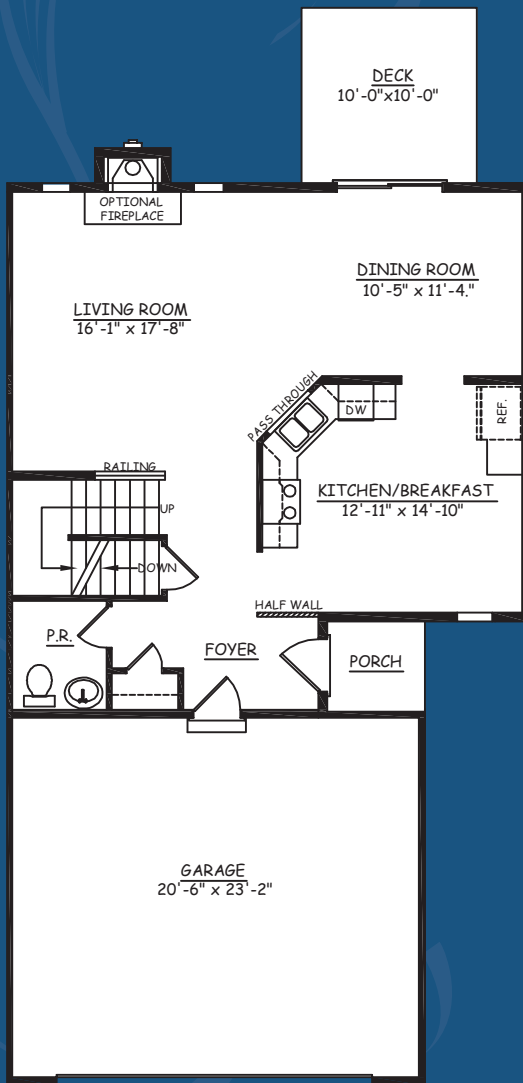 DECK
10'-0"x10'-0"
OPTIONAL
FIREPLACE
DINING ROOM
10'-5" x 11'-4."
LIVING ROOM
16'-1" x 17'-8"
PASS THROUGH
DW
REF.
RAILING
KITCHEN/BREAKFAST
12'-11" x 14'-10"
UP
DOWN
HALF WALL
P.R.
FOYER
PORCH
GARAGE
20'-6" x 23'-2"